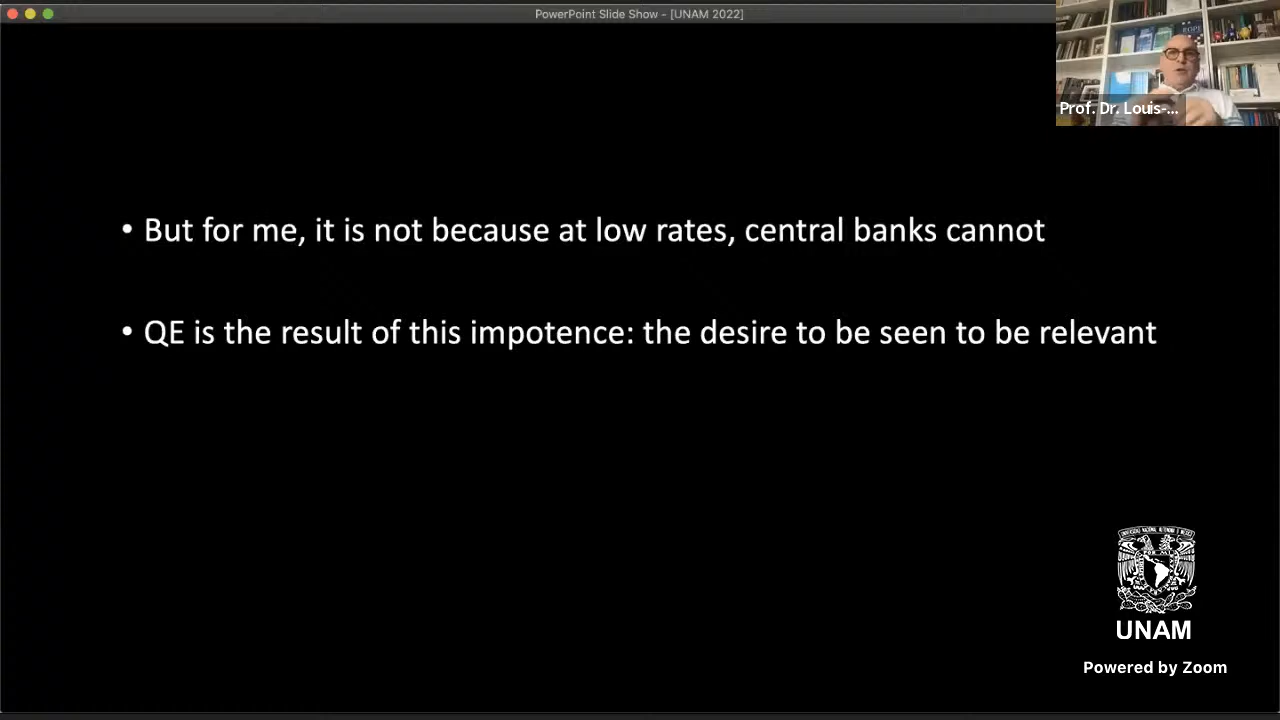 PowerPoint Slide Show - [UNAM 2022]
Prof. Dr. Louis-...
• But for me, it is not because at low rates, central banks cannot
• QE is the result of this impotence: the desire to be seen to be relevant
UNAM
Powered by Zoom